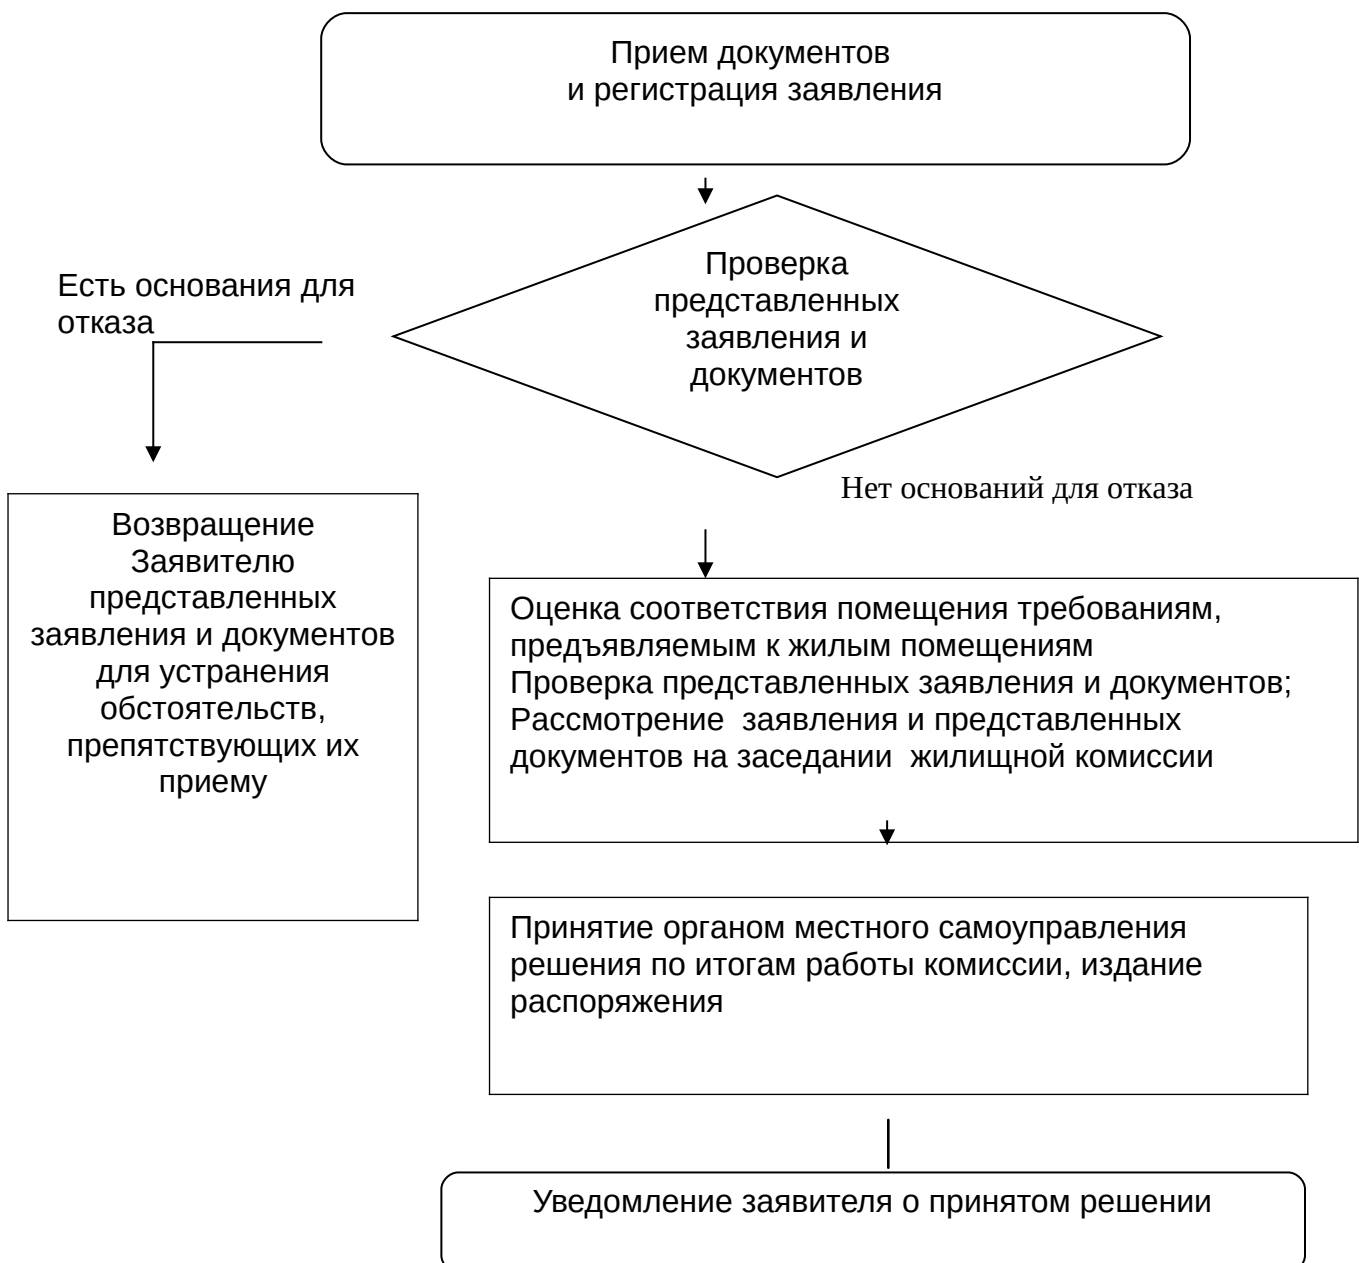 Прием документов
и регистрация заявления
Проверка
представленных
заявления и
документов
Есть основания для
отказа
Нет оснований для отказа
Возвращение
Заявителю
представленных
заявления и документов
для устранения
обстоятельств,
препятствующих их
приему
Оценка соответствия помещения требованиям,
предъявляемым к жилым помещениям
Проверка представленных заявления и документов;
Рассмотрение  заявления и представленных
документов на заседании  жилищной комиссии
Принятие органом местного самоуправления
решения по итогам работы комиссии, издание
распоряжения
Уведомление заявителя о принятом решении